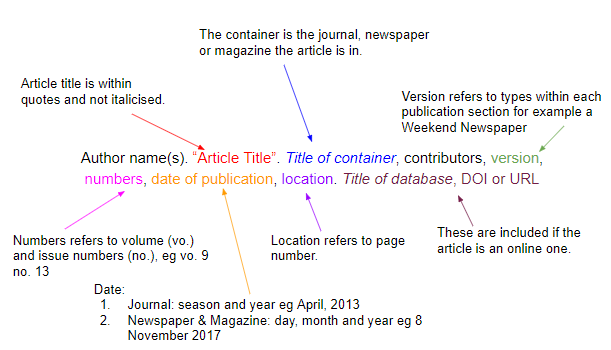 The container is the journal, newspaper
or magazine the article is in.
Article title is within
quotes and not italicised.
Version refers to types within each
publication section for example a
Weekend Newspaper
Author name(s). “Article Title”. Title of container, contributors, version,
numbers, date of publication, location. Title of database, DOI or URL
Numbers refers to volume (vo.)
and issue numbers (no.), eg vo. 9
no. 13
Location refers to page
number.
These are included if the
article is an online one.
Date:
1. Journal: season and year eg April, 2013
2. Newspaper & Magazine: day, month and year eg 8
November 2017